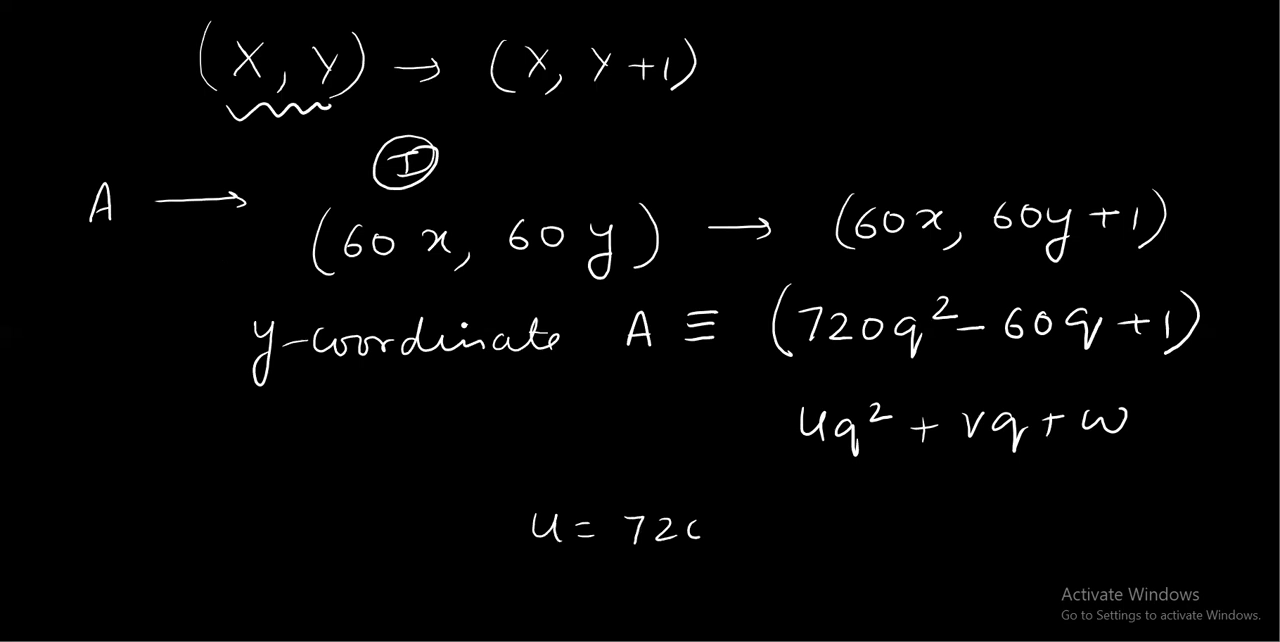 (X, Y) → (X, Y+1)
I
A → (60x, 60y) → (60x, 60y+1)
y-coordinate A ≡ (720q² - 60q + 1)
uq² + vq + w
u = 72(
Activate Windows
Go to Settings to activate Windows.